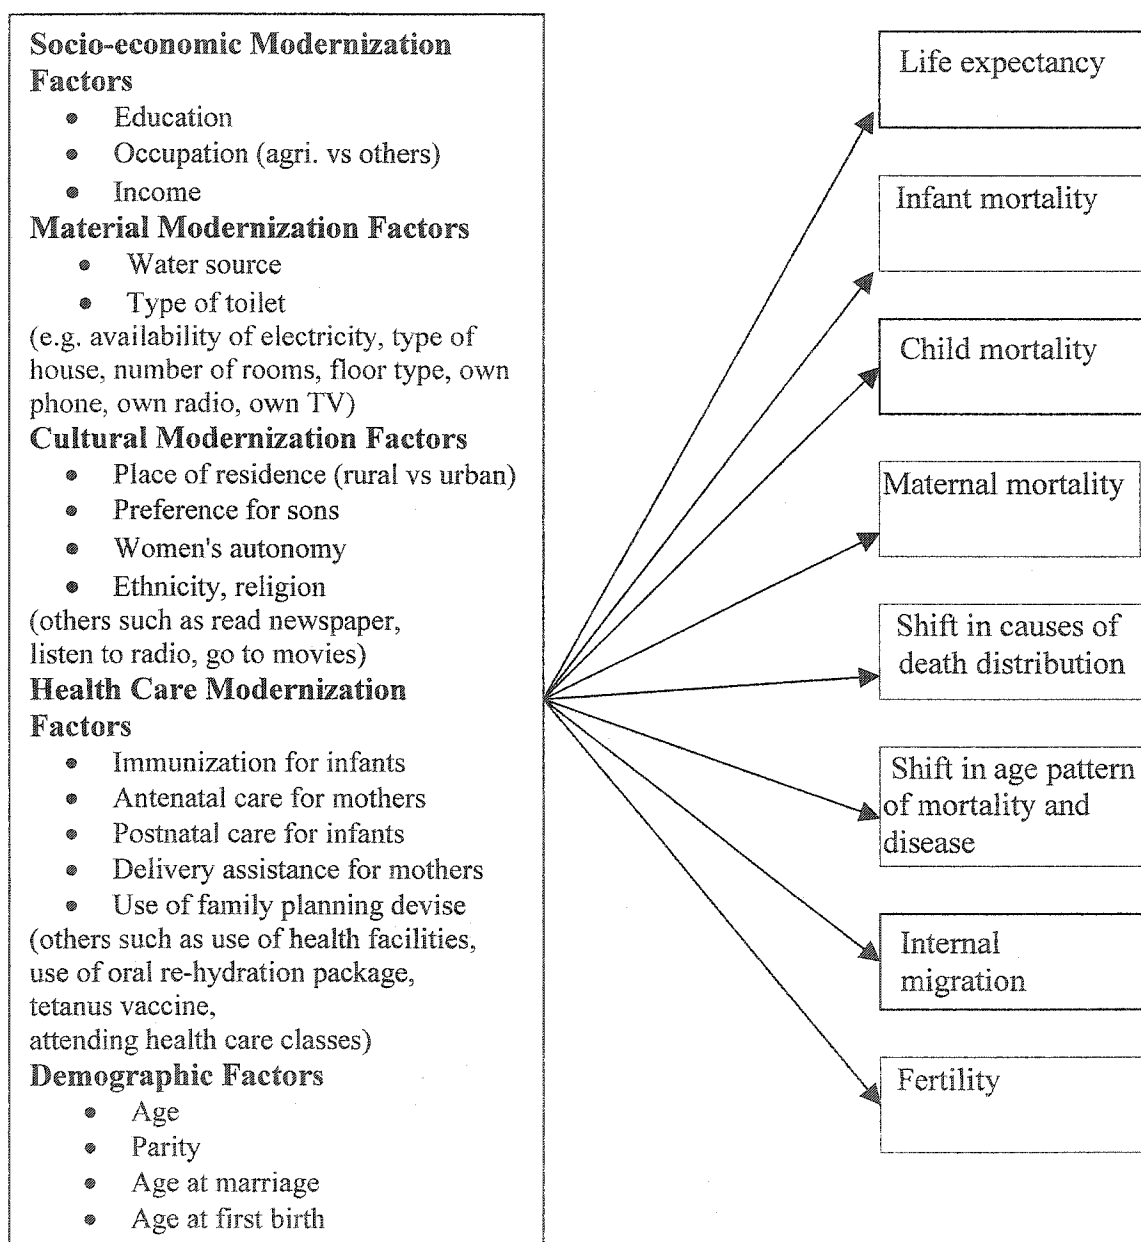 Socio-economic Modernization
Factors
• Education
• Occupation (agri. vs others)
• Income
Material Modernization Factors
• Water source
• Type of toilet
(e.g. availability of electricity, type of
house, number of rooms, floor type, own
phone, own radio, own TV)
Cultural Modernization Factors
• Place of residence (rural vs urban)
• Preference for sons
• Women's autonomy
• Ethnicity, religion
(others such as read newspaper,
listen to radio, go to movies)
Health Care Modernization
Factors
• Immunization for infants
• Antenatal care for mothers
• Postnatal care for infants
• Delivery assistance for mothers
• Use of family planning devise
(others such as use of health facilities,
use of oral re-hydration package,
tetanus vaccine,
attending health care classes)
Demographic Factors
• Age
• Parity
• Age at marriage
• Age at first birth
Life expectancy
Infant mortality
Child mortality
Maternal mortality
Shift in causes of
death distribution
Shift in age pattern
of mortality and
disease
Internal
migration
Fertility